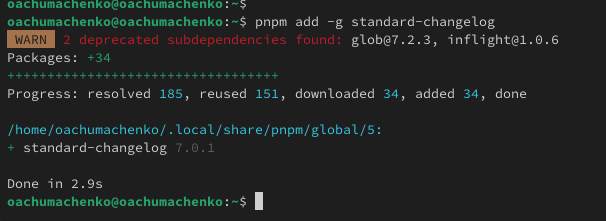 oachumachenko@oachumachenko:~$
oachumachenko@oachumachenko:~$ pnpm add -g standard-changelog
WARN 2 deprecated subdependencies found: glob@7.2.3, inflight@1.0.6
Packages: +34
++++++++++++++++++++++++++++++++++
Progress: resolved 185, reused 151, downloaded 34, added 34, done
/home/oachumachenko/.local/share/pnpm/global/5:
+ standard-changelog 7.0.1
Done in 2.9s
oachumachenko@oachumachenko:~$